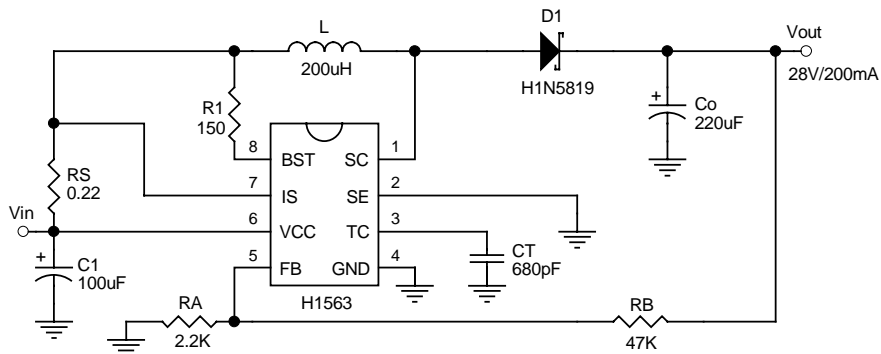 L
200uH
D1
H1N5819
Vout
28V/200mA
R1
150
+
Co
220uF
8
BST
SC
1
RS
0.22
7
IS
SE
2
Vin
6
VCC
TC
3
+
C1
100uF
5
FB
GND
4
CT
680pF
H1563
RA
2.2K
RB
47K